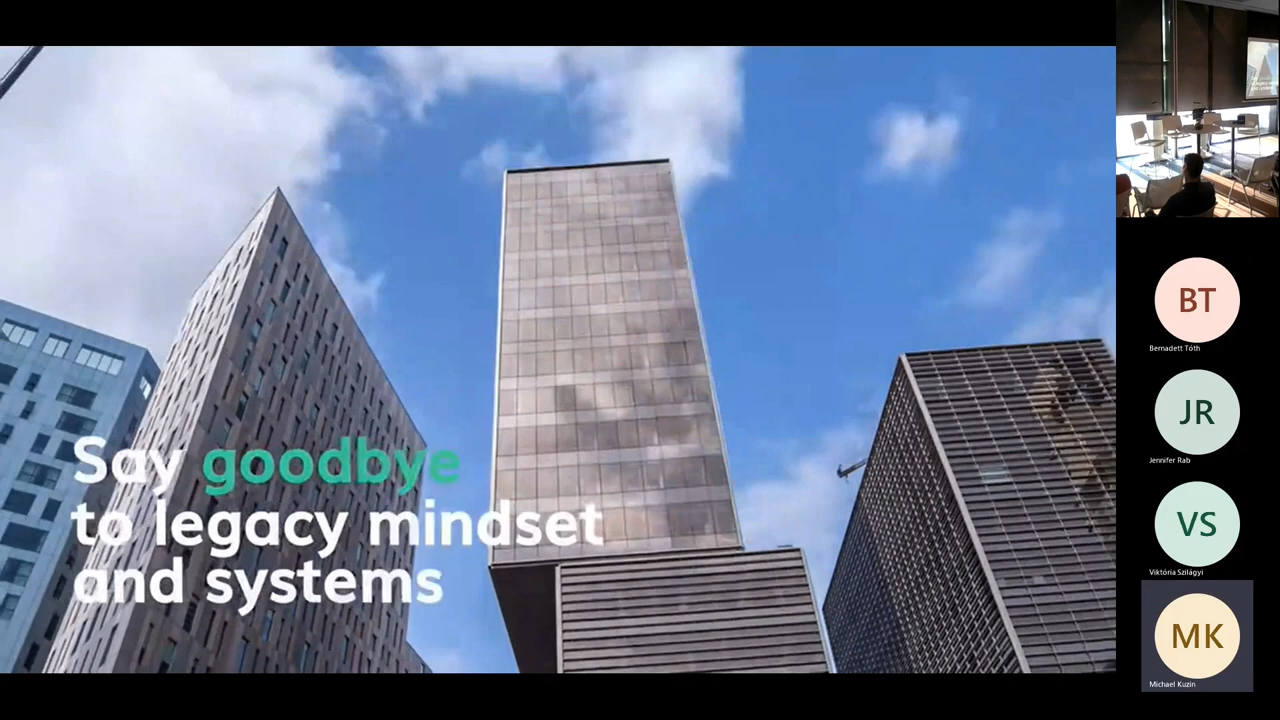 Say goodbye
to legacy mindset
and systems
BT
Bernadett Tóth
JR
Jennifer Rab
VS
Viktória Szilágyi
MK
Michael Kuzin